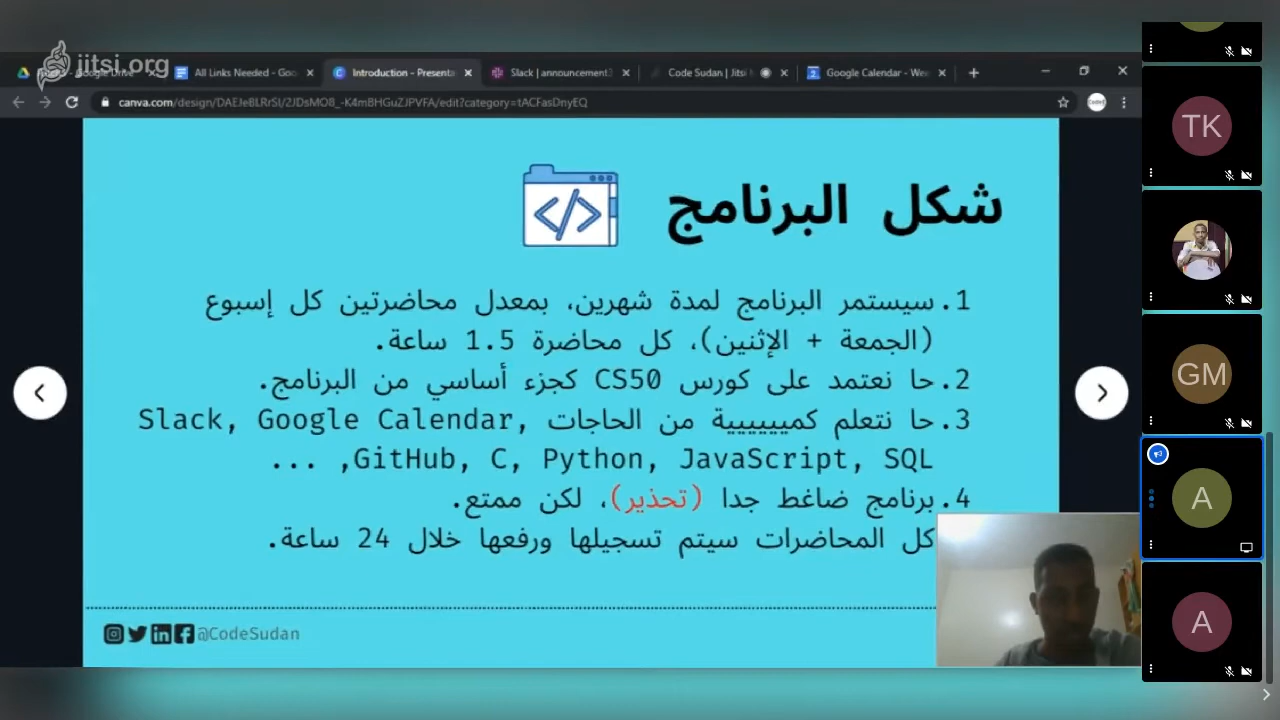 jitsi.org
All Links Needed - Goo
Introduction - Presenta
Slack | announcement
Code Sudan | Jitsi
Google Calendar - We
canva.com/design/DAEJeBLRrSI/2JDsMO8_-K4mBHGuZJPVFA/edit?category=tACFasDnyEQ
شكل البرنامج
1. سيستمر البرنامج لمدة شهرين، بمعدل محاضرتين كل إسبوع
(الجمعة + الإثنين)، كل محاضرة 1.5 ساعة.
2. حا نعتمد على كورس CS50 كجزء أساسي من البرنامج.
3. حا نتعلم كميييييية من الحاجات Slack, Google Calendar,
GitHub, C, Python, JavaScript, SQL, ...
4. برنامج ضاغط جدا (تحذير)، لكن ممتع.
كل المحاضرات سيتم تسجيلها ورفعها خلال 24 ساعة.
@CodeSudan
TK
GM
A
A